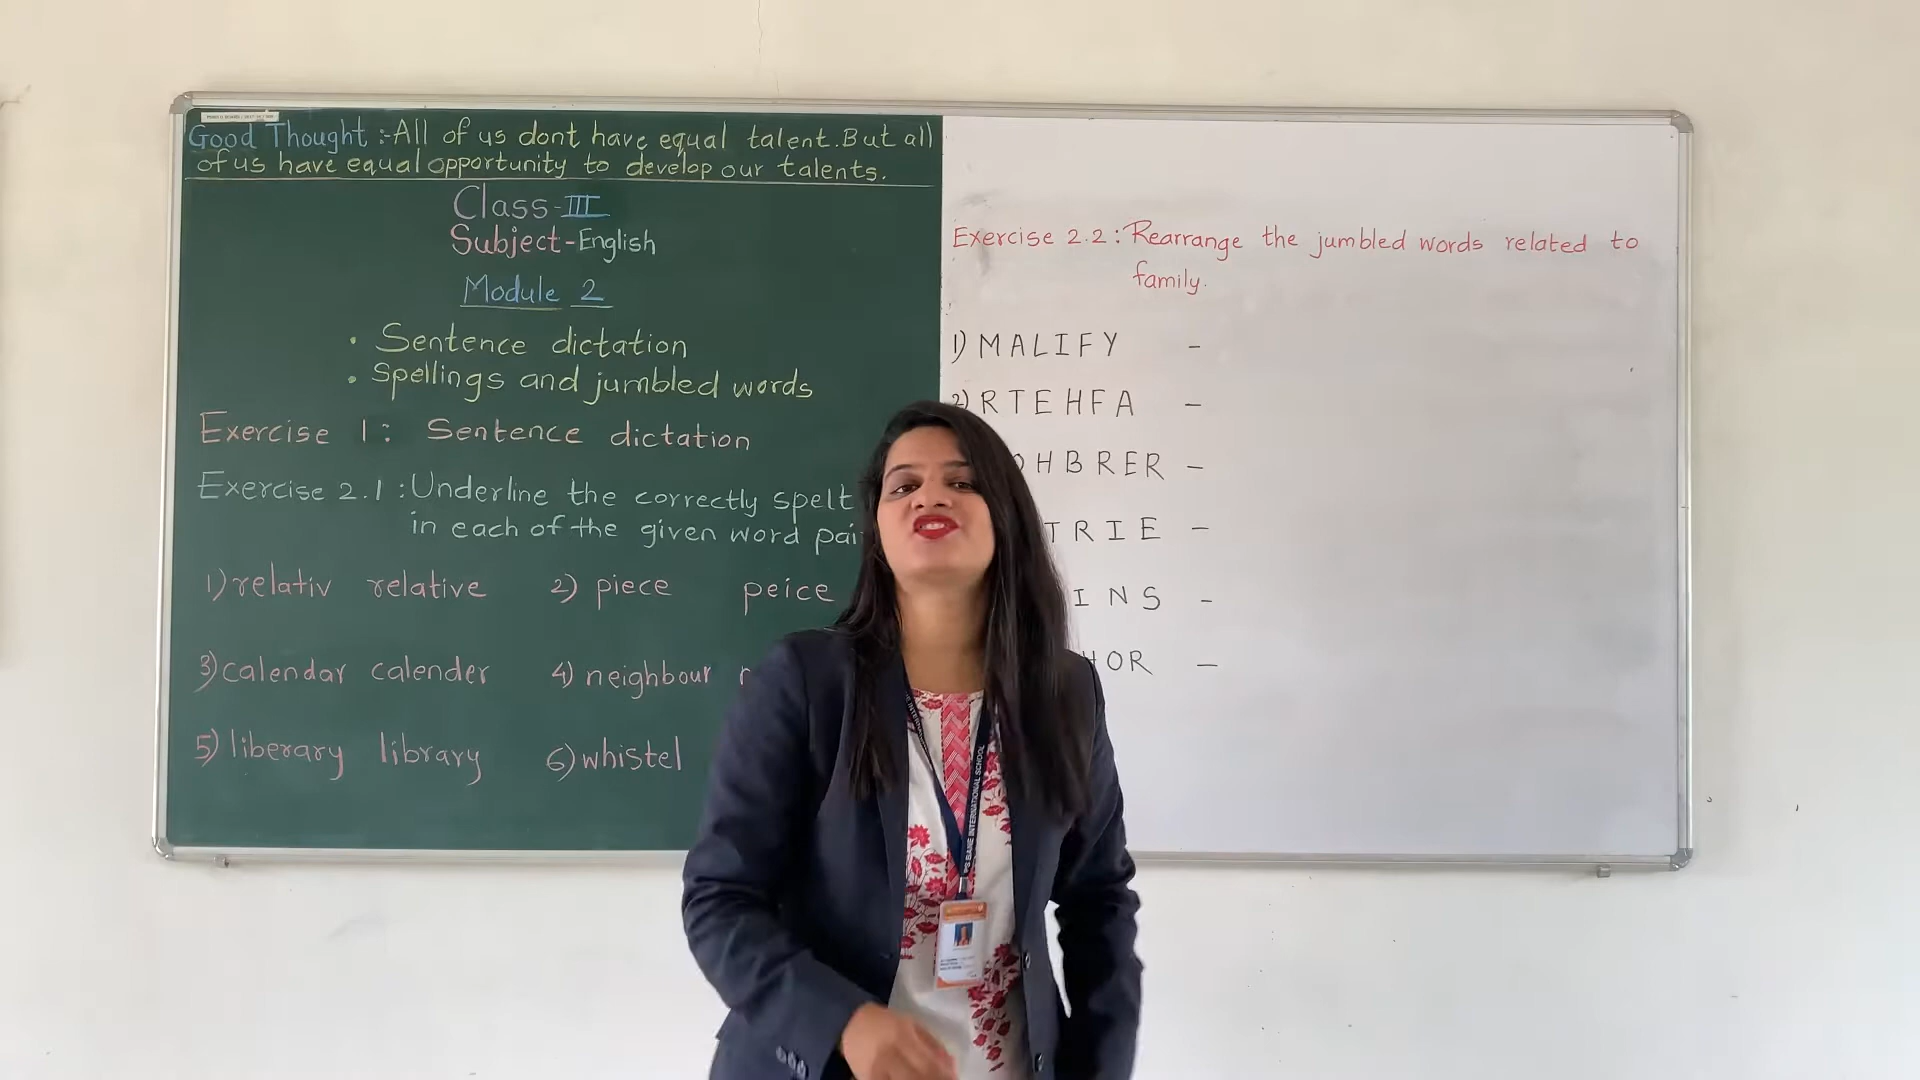 Good Thought :- All of us dont have equal talent. But all
of us have equal opportunity to develop our talents.
Class-III
Subject-English
Module 2
• Sentence dictation
• Spellings and jumbled words
Exercise 1: Sentence dictation
Exercise 2.1: Underline the correctly spelt
in each of the given word
1) relativ relative 2) piece peice
3) calendar calender 4) neighbour
5) liberary library 6) whistel
Exercise 2.2: Rearrange the jumbled words related to
family.
1) MALIFY -
2) RTEHFA -
HBRER -
TRIE -
INS -
HOR -
INTERNATIONAL SCHOOL